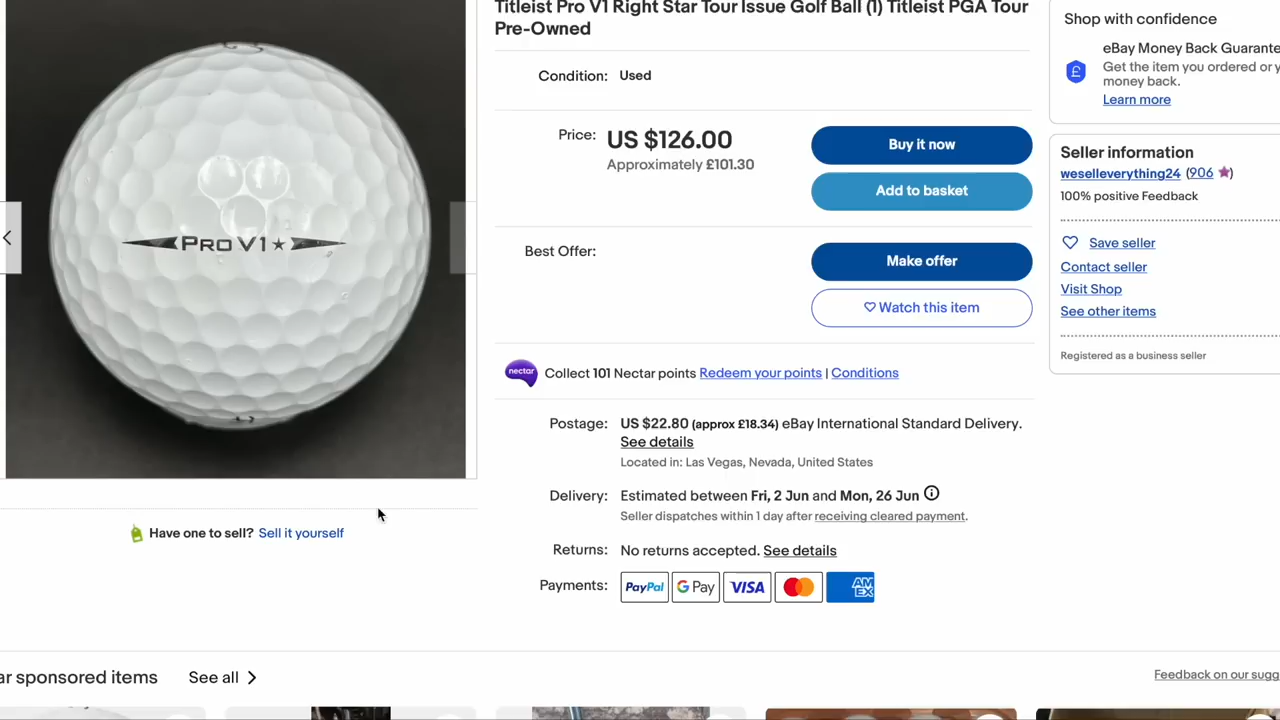 Titleist Pro V1 Right Star Tour Issue Golf Ball (1) Titleist PGA Tour
Pre-Owned
Condition: Used
Price: US $126.00
Approximately £101.30
Buy it now
Add to basket
Best Offer:
Make offer
Watch this item
nectar Collect 101 Nectar points Redeem your points | Conditions
Postage: US $22.80 (approx £18.34) eBay International Standard Delivery.
See details
Located in: Las Vegas, Nevada, United States
Delivery: Estimated between Fri, 2 Jun and Mon, 26 Jun
Seller dispatches within 1 day after receiving cleared payment.
Returns: No returns accepted. See details
Payments: PayPal G Pay VISA AM EX
PRO V1★
Have one to sell? Sell it yourself
Shop with confidence
eBay Money Back Guarante
£ Get the item you ordered or y
money back.
Learn more
Seller information
weselleverything24 (906 ★)
100% positive Feedback
Save seller
Contact seller
Visit Shop
See other items
Registered as a business seller
ar sponsored items See all
Feedback on our sugg